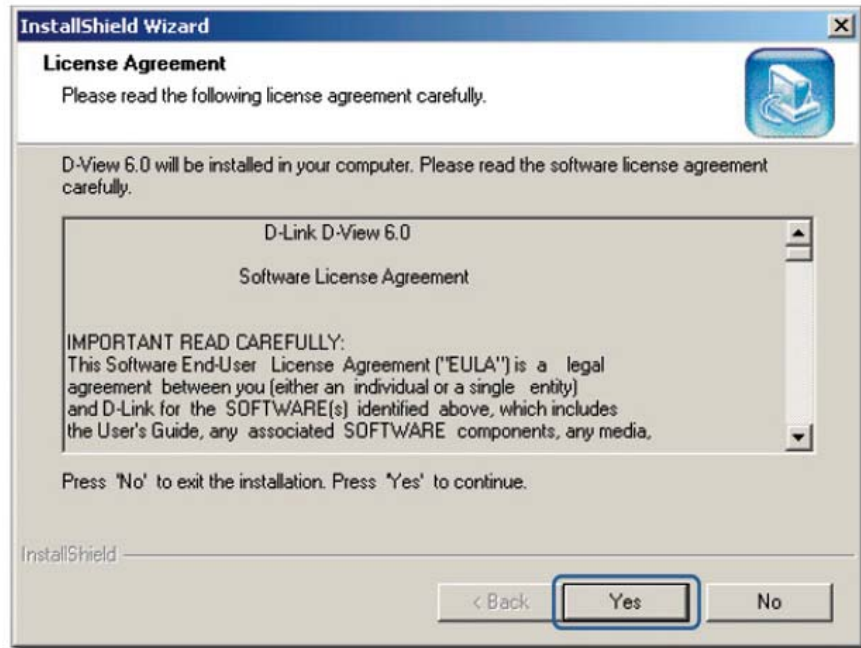 InstallShield Wizard
License Agreement
Please read the following license agreement carefully.
D-View 6.0 will be installed in your computer. Please read the software license agreement
carefully.
D-Link D-View 6.0
Software License Agreement
IMPORTANT READ CAREFULLY:
This Software End-User License Agreement ("EULA") is a legal
agreement between you (either an individual or a single entity)
and D-Link for the SOFTWARE(s) identified above, which includes
the User's Guide, any associated SOFTWARE components, any media,
Press 'No' to exit the installation. Press 'Yes' to continue.
InstallShield
< Back Yes No